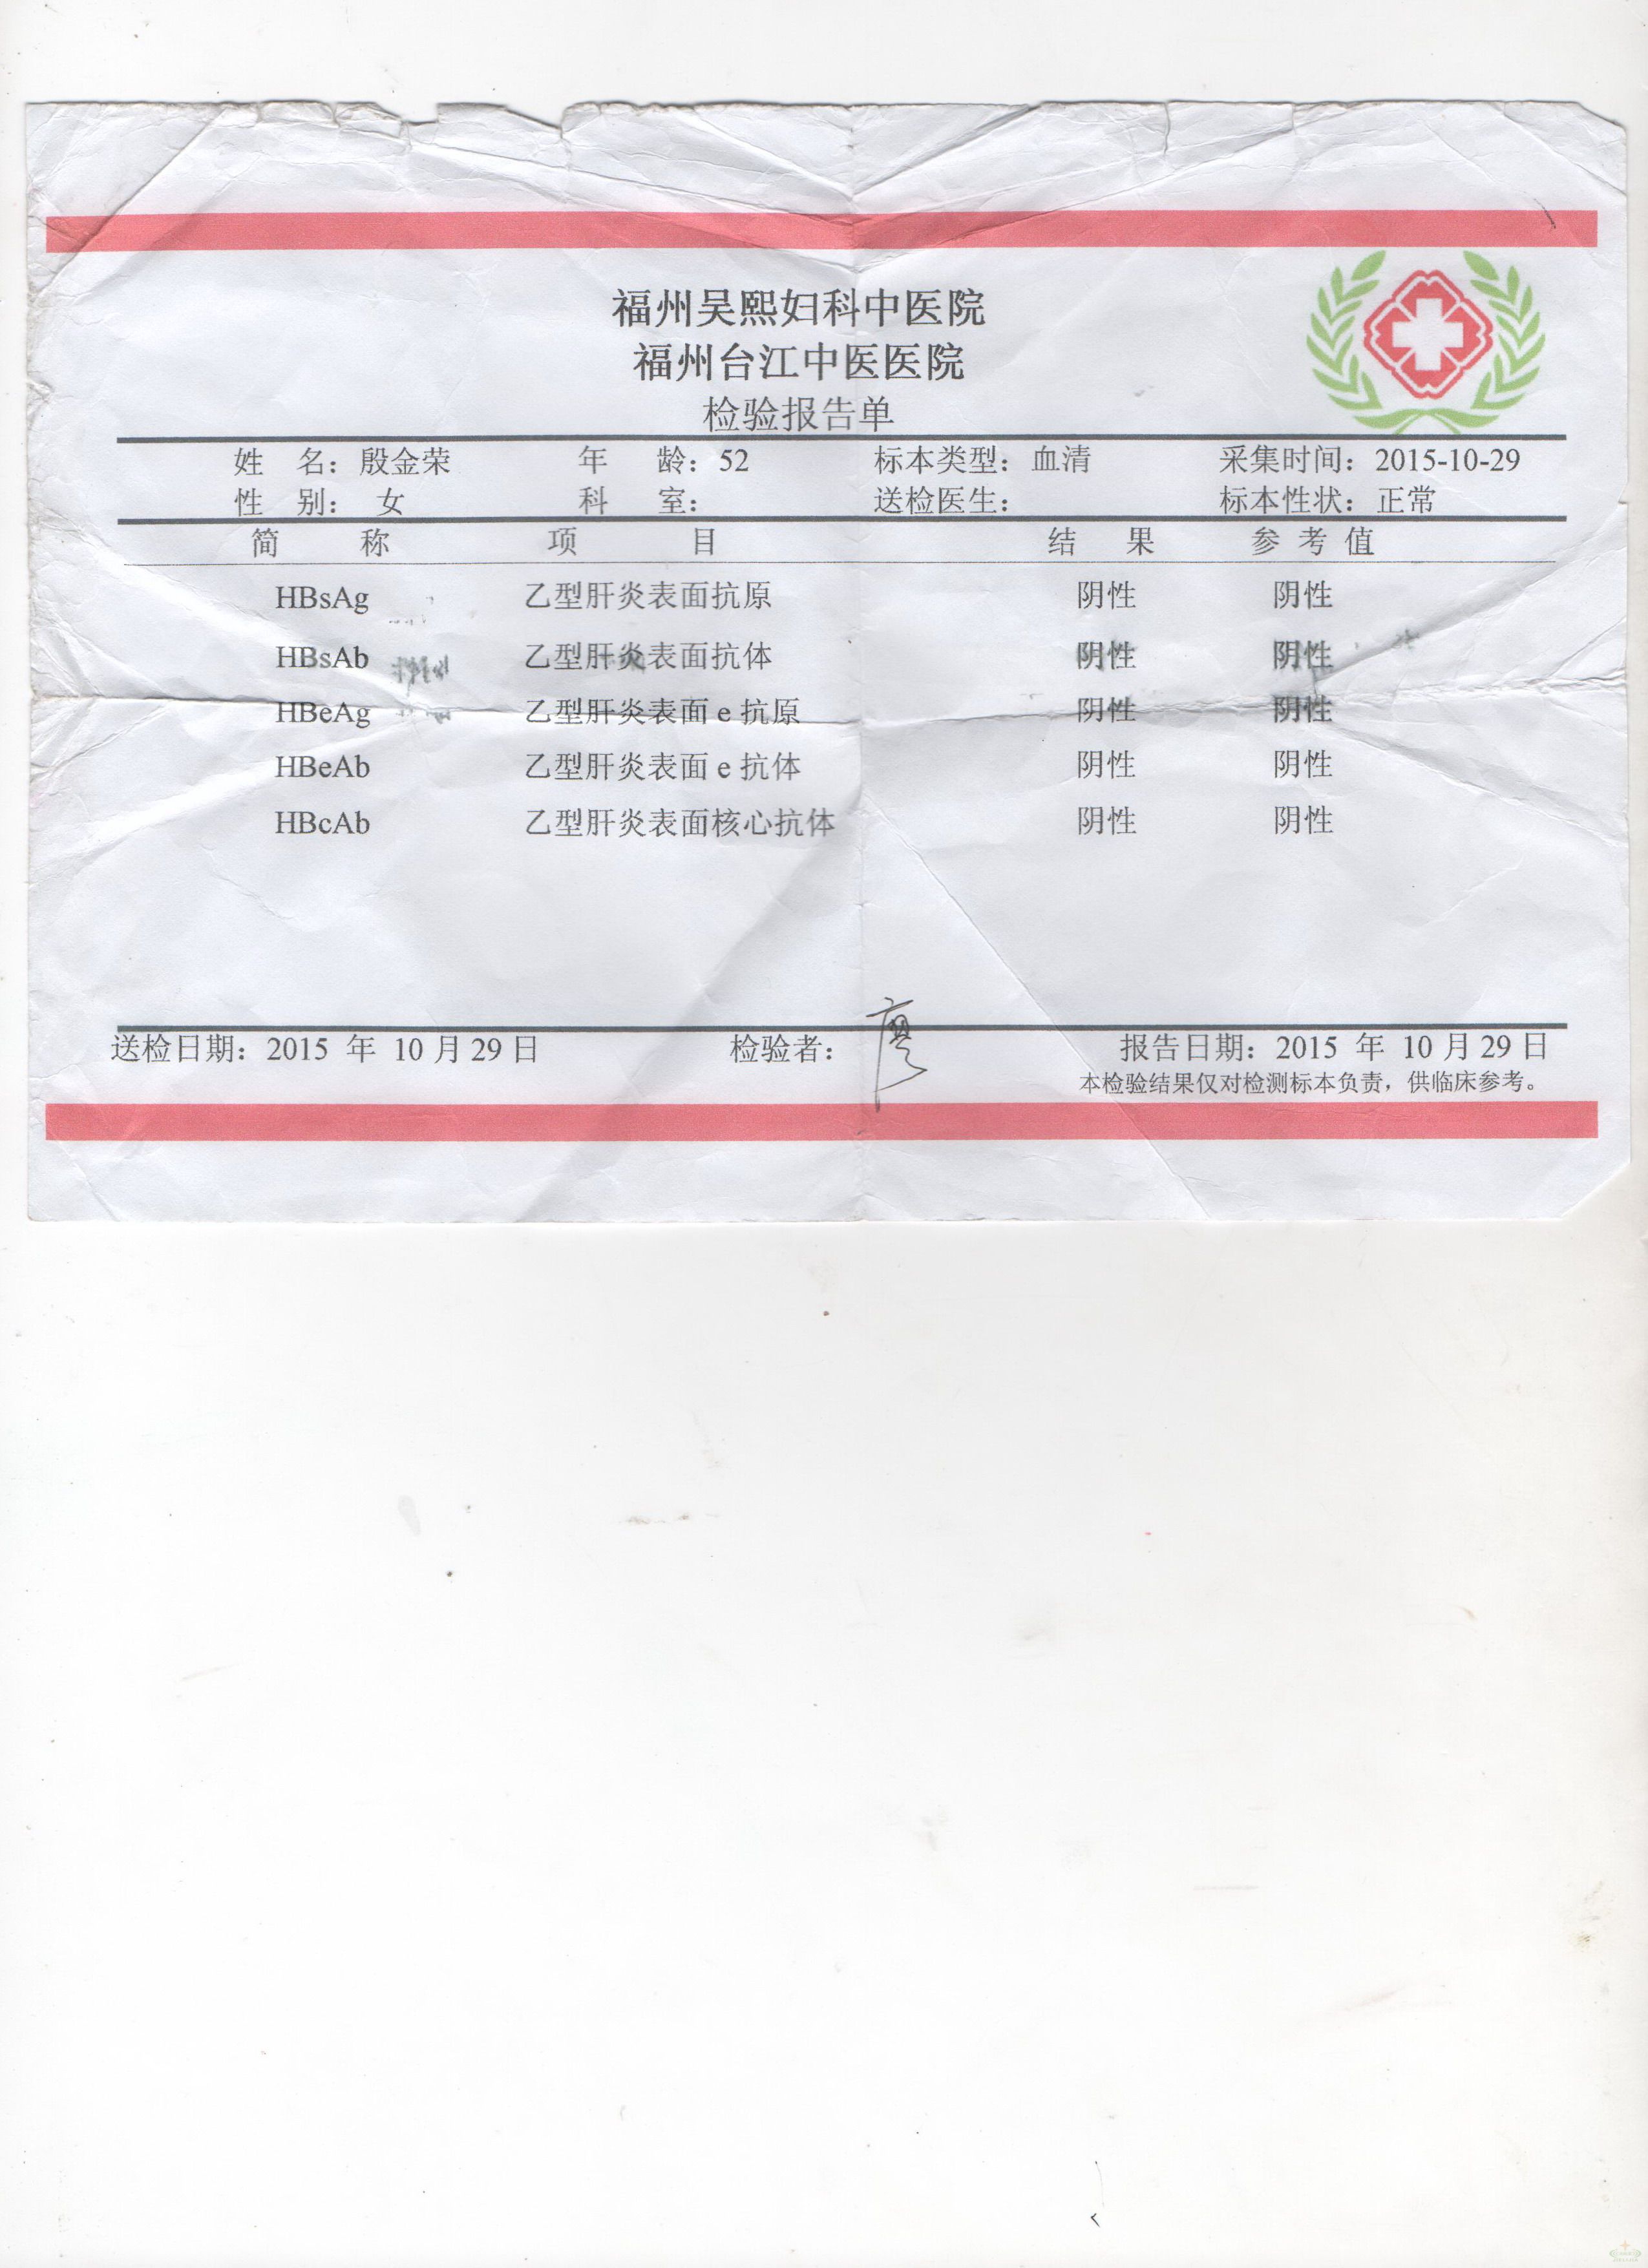 福州吴熙妇科中医院
福州台江中医医院
检验报告单
姓 名：殷金荣 年 龄：52 标本类型：血清 采集时间：2015-10-29
性 别： 女 科 室： 送检医生： 标本性状：正常
简 称 项 目 结 果 参 考 值
HBsAg 乙型肝炎表面抗原 阴性 阴性
HBsAb 乙型肝炎表面抗体 阴性 阴性
HBeAg 乙型肝炎表面 e 抗原 阴性 阴性
HBeAb 乙型肝炎表面 e 抗体 阴性 阴性
HBcAb 乙型肝炎表面核心抗体 阴性 阴性
送检日期：2015 年 10 月 29 日 检验者：廖 报告日期：2015 年 10 月 29 日
本检验结果仅对检测标本负责，供临床参考。